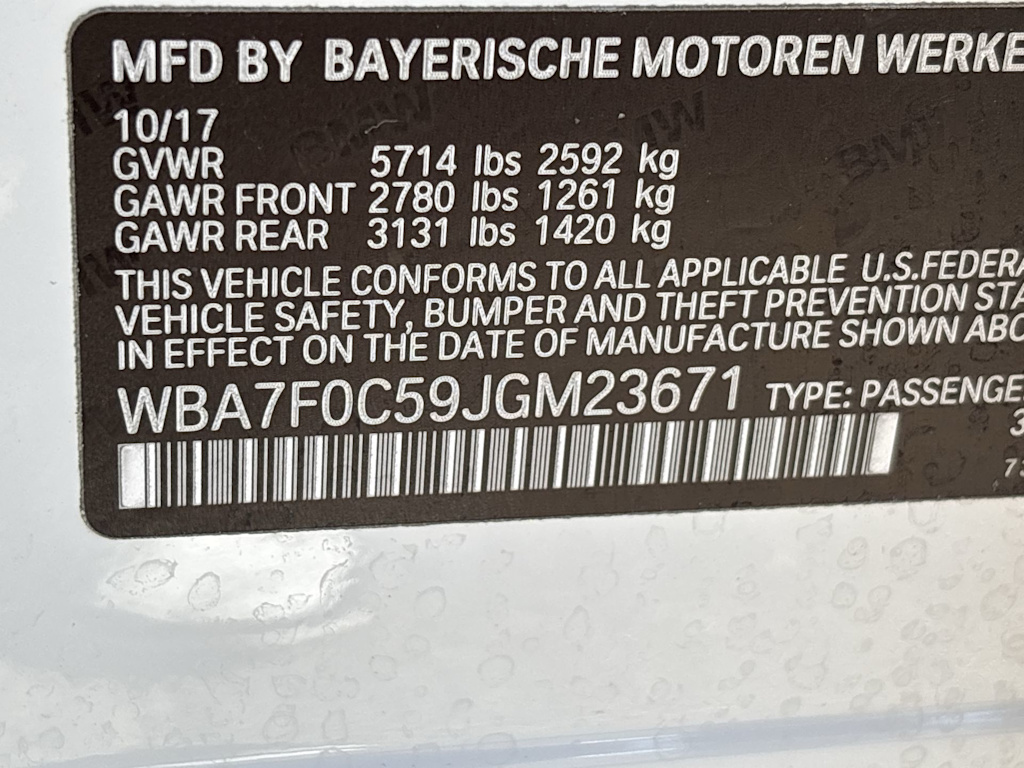 MFD BY BAYERISCHE MOTOREN WERKE
10/17
GVWR 5714 lbs 2592 kg
GAWR FRONT 2780 lbs 1261 kg
GAWR REAR 3131 lbs 1420 kg
THIS VEHICLE CONFORMS TO ALL APPLICABLE U.S.FEDERA
VEHICLE SAFETY, BUMPER AND THEFT PREVENTION STA
IN EFFECT ON THE DATE OF MANUFACTURE SHOWN ABO
WBA7F0C59JGM23671 TYPE: PASSENGE
3